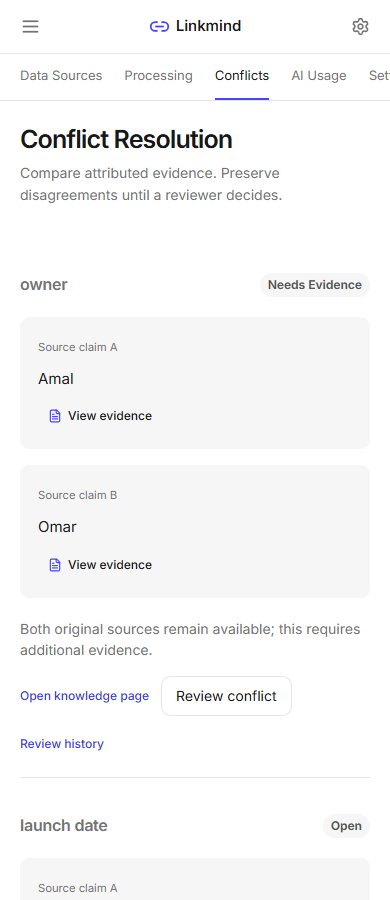 Linkmind
Data Sources Processing Conflicts AI Usage Set
Conflict Resolution
Compare attributed evidence. Preserve
disagreements until a reviewer decides.
owner Needs Evidence
Source claim A
Amal
View evidence
Source claim B
Omar
View evidence
Both original sources remain available; this requires
additional evidence.
Open knowledge page Review conflict
Review history
launch date Open
Source claim A